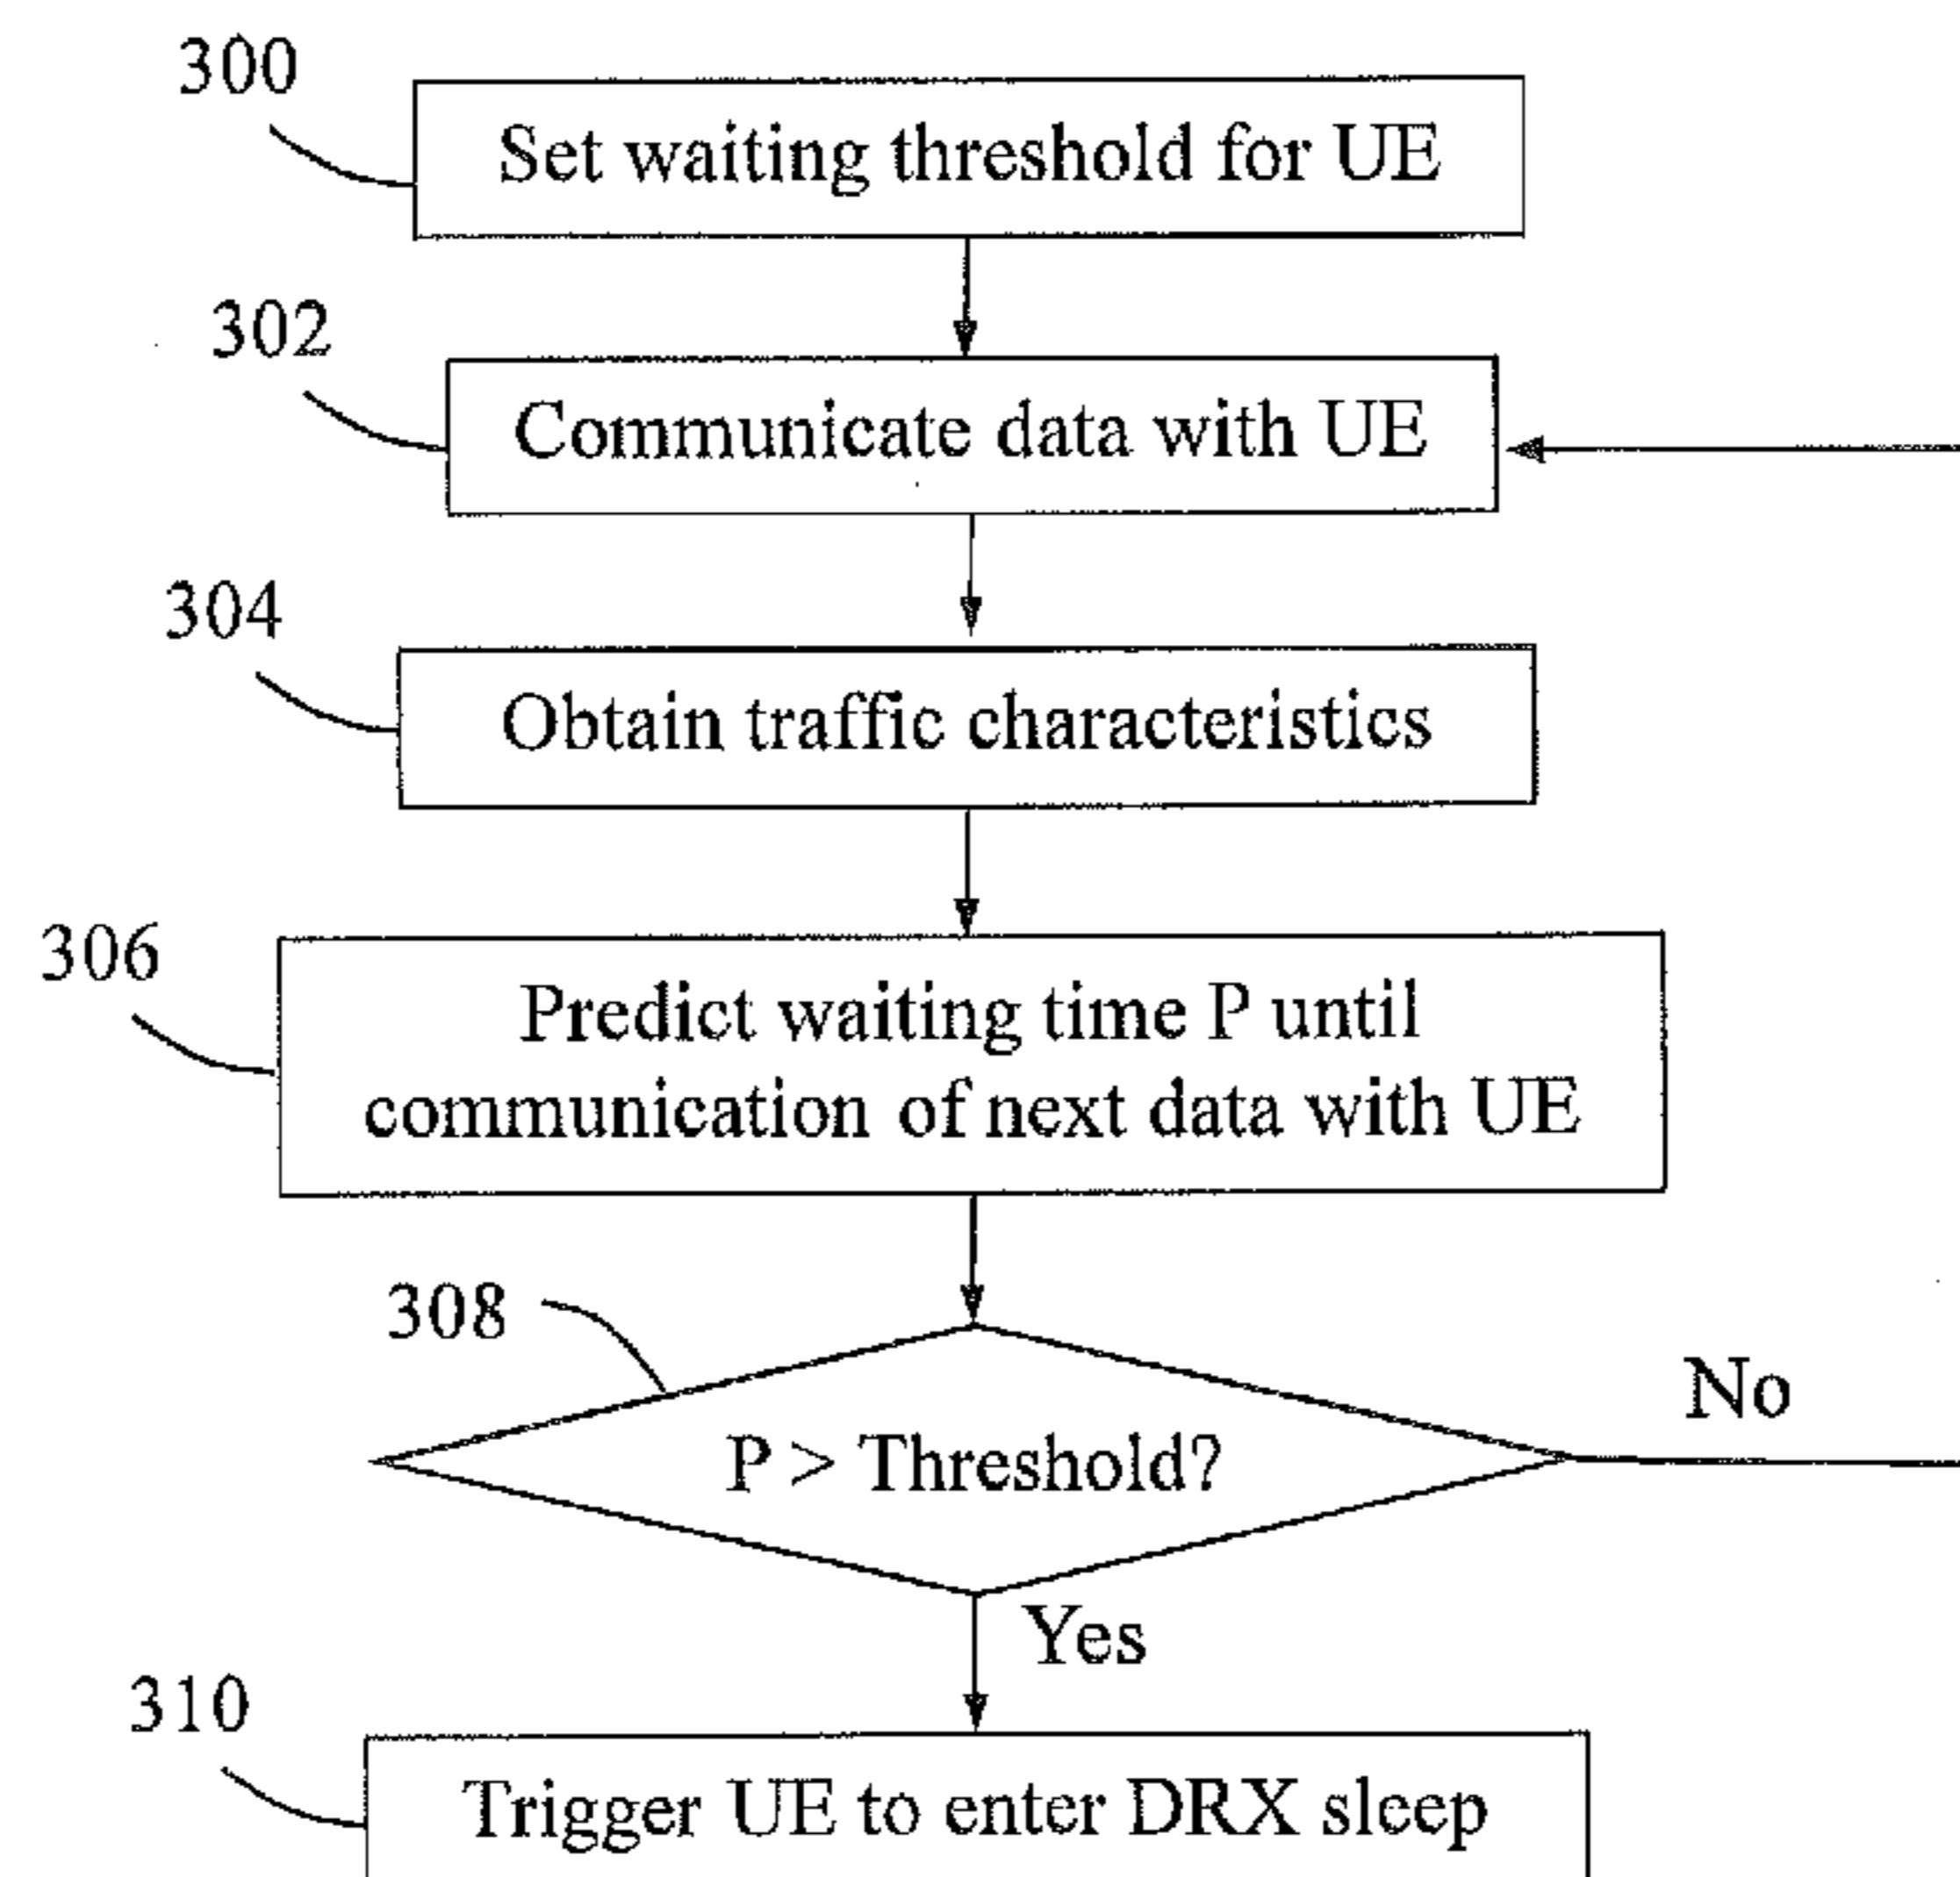 300
Set waiting threshold for UE
302
Communicate data with UE
304
Obtain traffic characteristics
306
Predict waiting time P until
communication of next data with UE
308
P > Threshold?
No
Yes
310
Trigger UE to enter DRX sleep